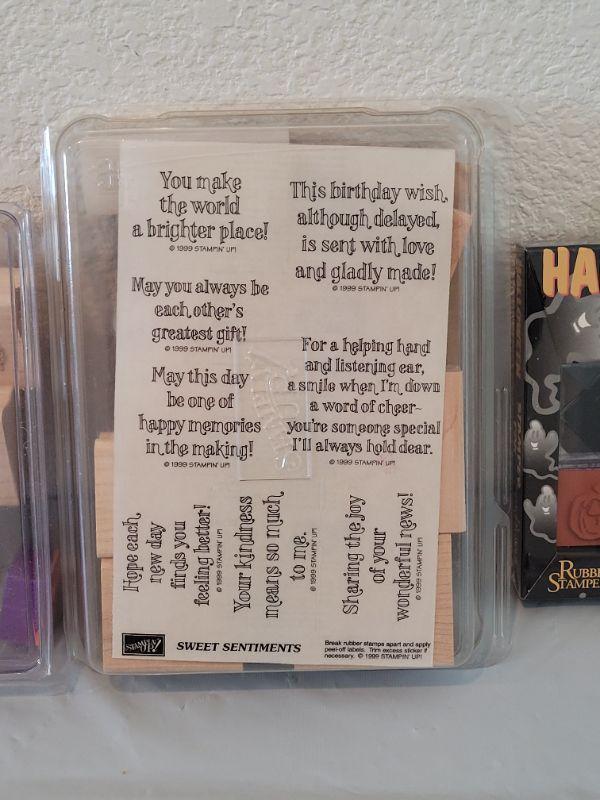 You make
the world
a brighter place!
© 1999 STAMPIN' UP!
This birthday wish,
although delayed,
is sent with love
and gladly made!
© 1999 STAMPIN' UP!
May you always be
each other's
greatest gift!
© 1999 STAMPIN' UP!
For a helping hand
and listening ear,
a smile when I'm down
a word of cheer~
you're someone special
I'll always hold dear.
© 1999 STAMPIN' UP!
May this day
be one of
happy memories
in the making!
© 1999 STAMPIN' UP!
Hope each
new day
finds you
feeling better!
© 1999 STAMPIN' UP!
Your kindness
means so much
to me.
© 1999 STAMPIN' UP!
Sharing the joy
of your
wonderful news!
© 1999 STAMPIN' UP!
STAMPIN' UP!
SWEET SENTIMENTS
Break rubber stamps apart and apply
peel-off labels. Trim excess sticker if
necessary. © 1999 STAMPIN' UP!
HA
RUBB
STAMPE